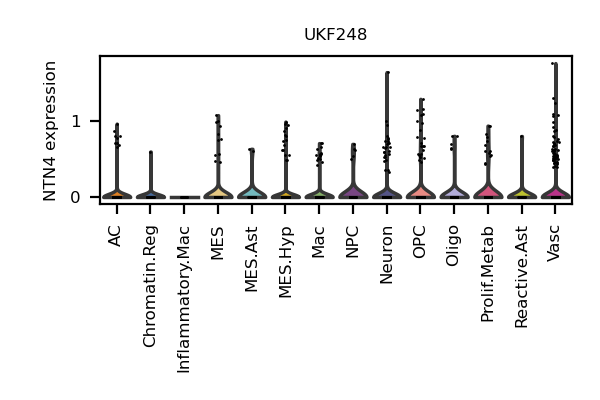 UKF248
NTN4 expression
1
0
AC
Chromatin.Reg
Inflammatory.Mac
MES
MES.Ast
MES.Hyp
Mac
NPC
Neuron
OPC
Oligo
Prolif.Metab
Reactive.Ast
Vasc